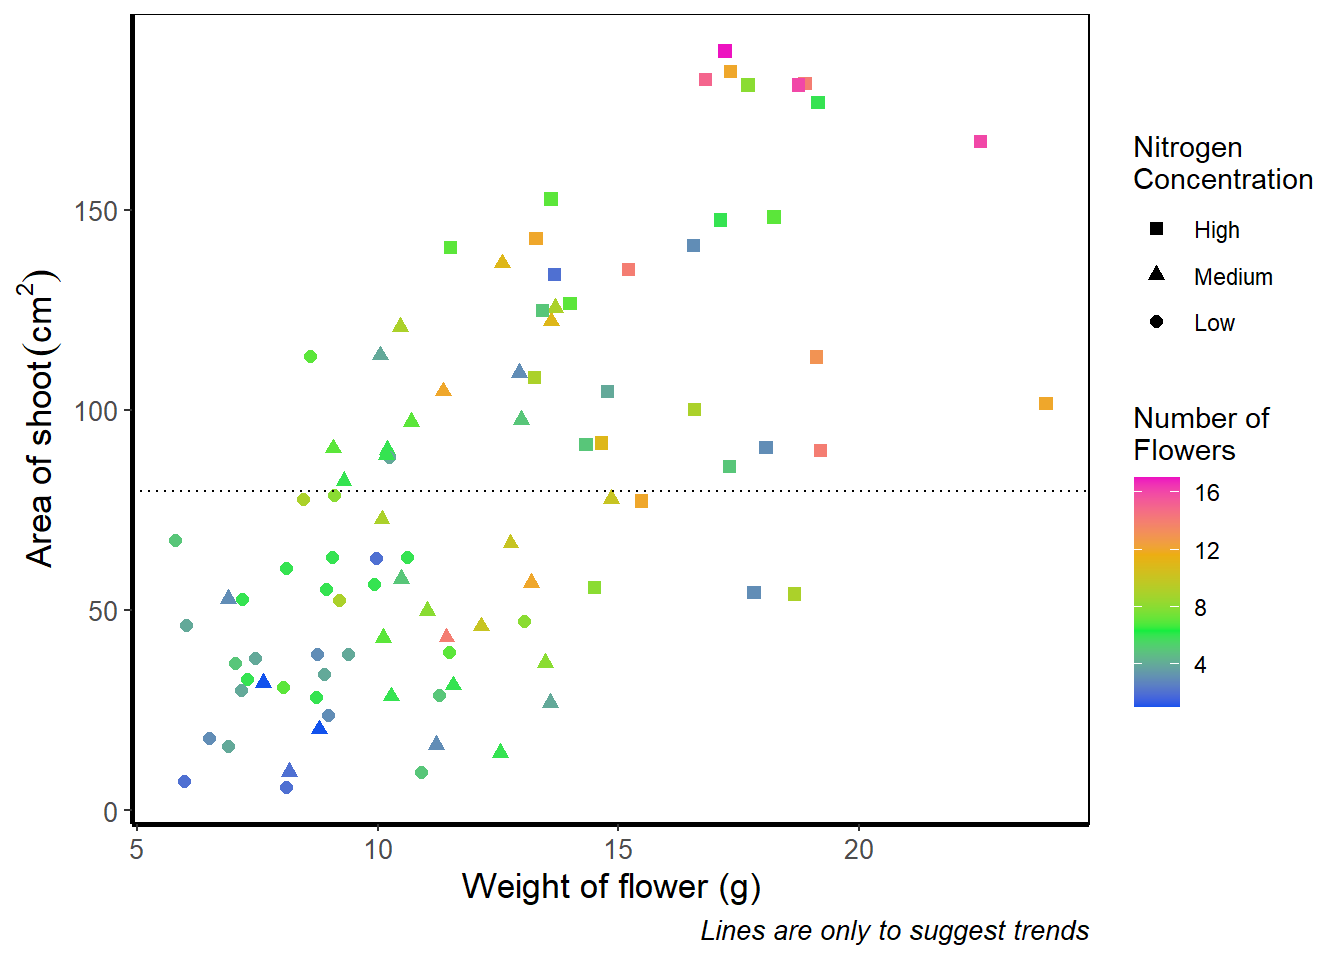 150
100
50
0
5 10 15 20
Area of shoot(cm²)
Weight of flower (g)
Lines are only to suggest trends
Nitrogen
Concentration
High
Medium
Low
Number of
Flowers
16
12
8
4